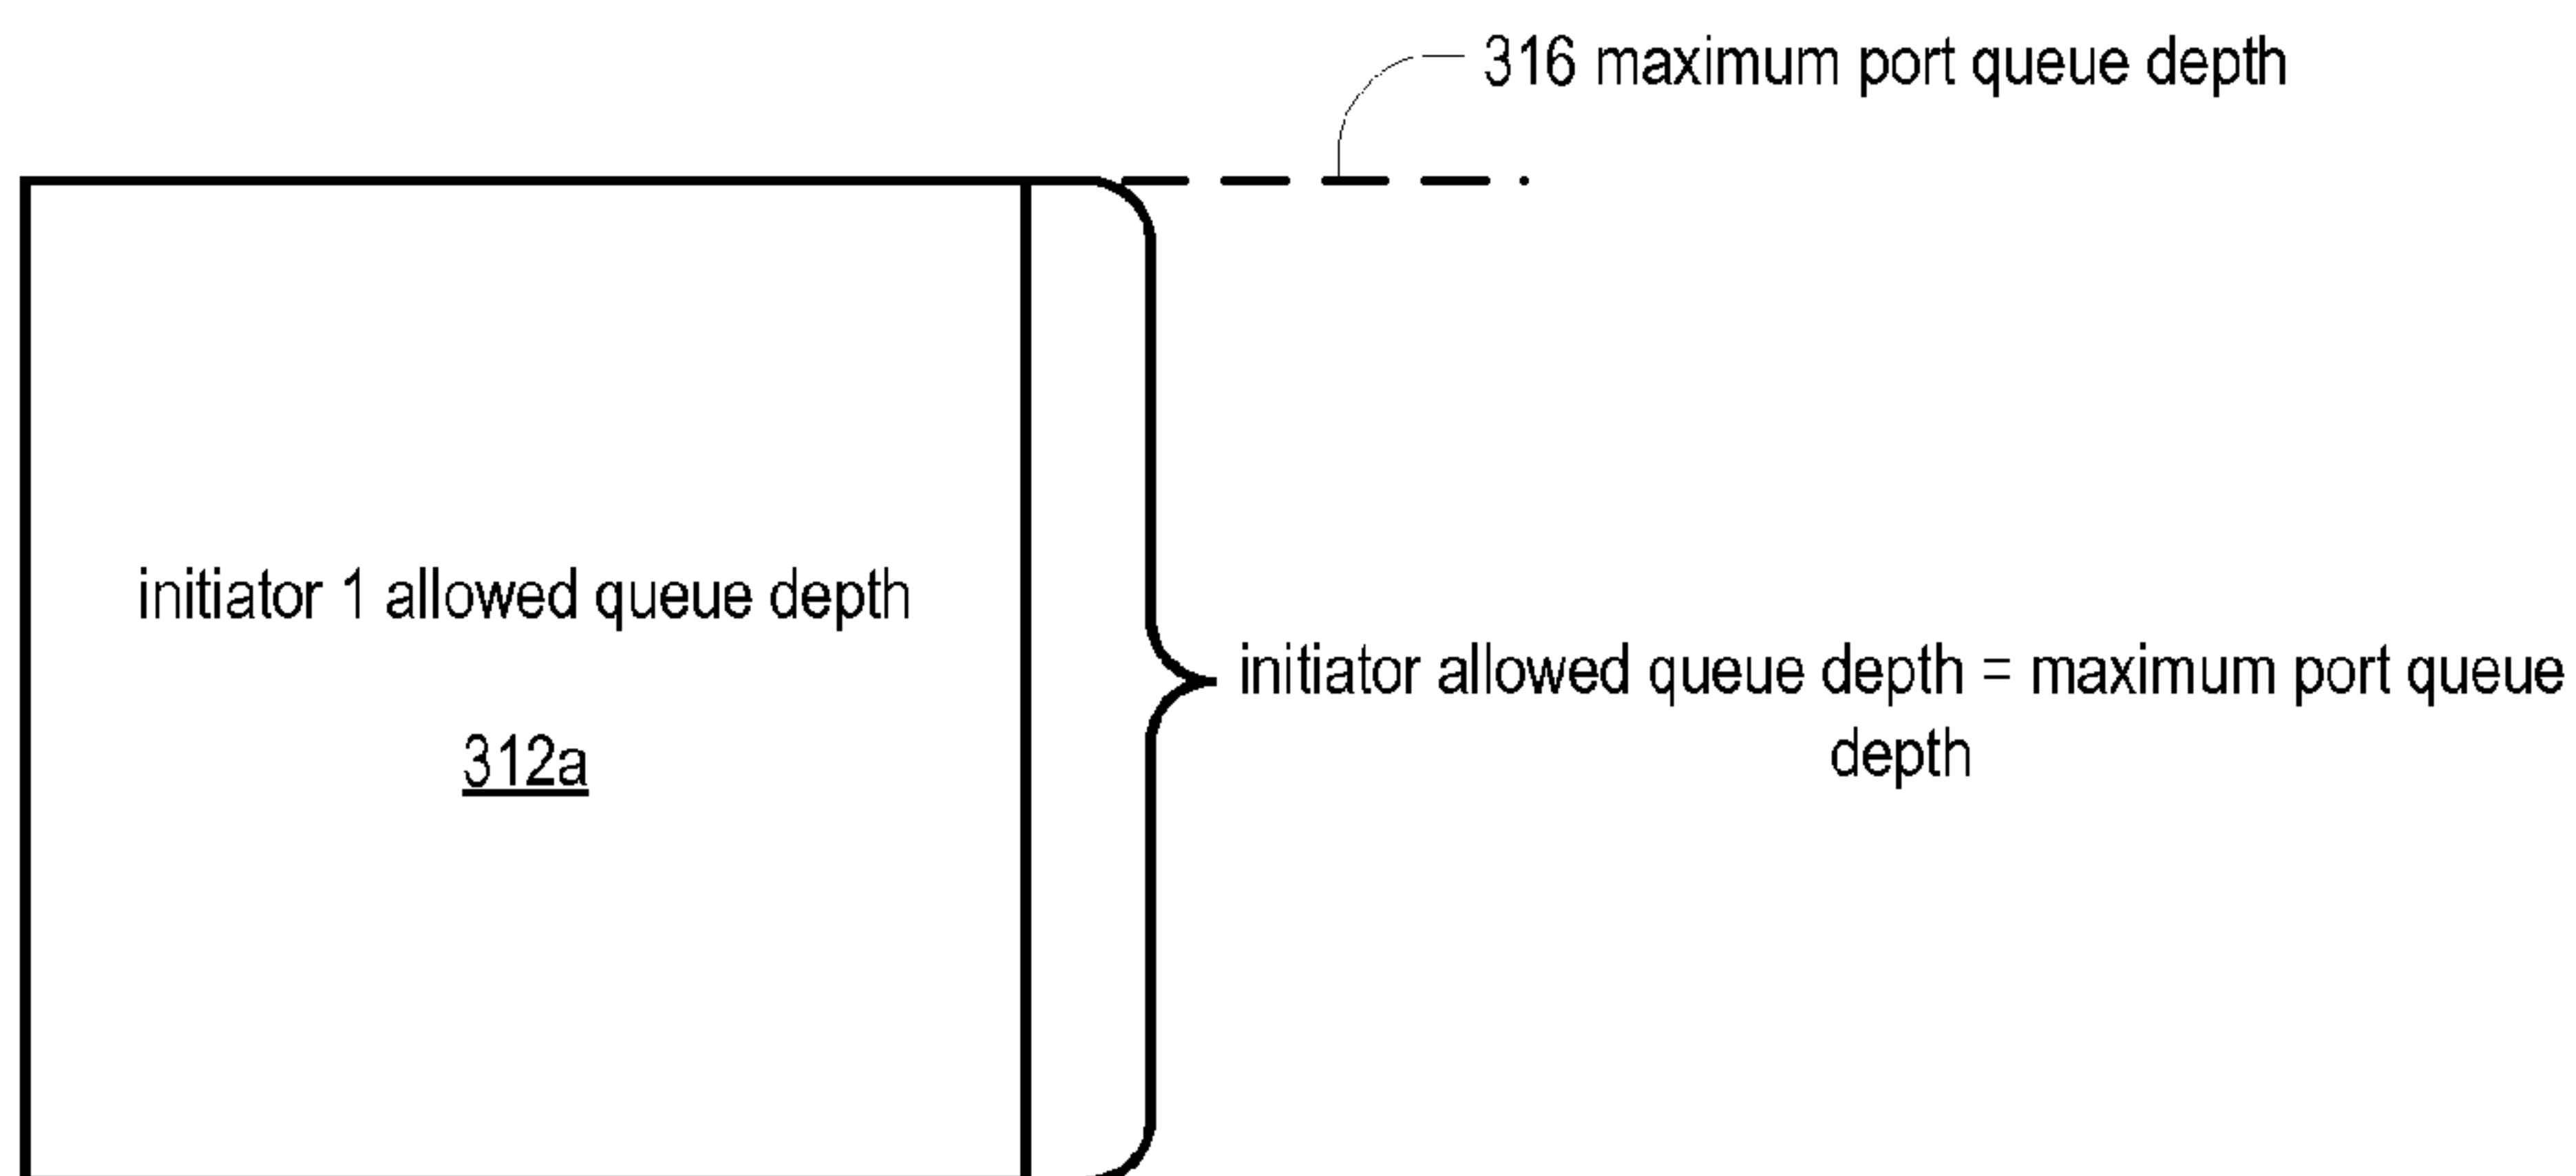 316 maximum port queue depth
initiator 1 allowed queue depth
312a
initiator allowed queue depth = maximum port queue
depth